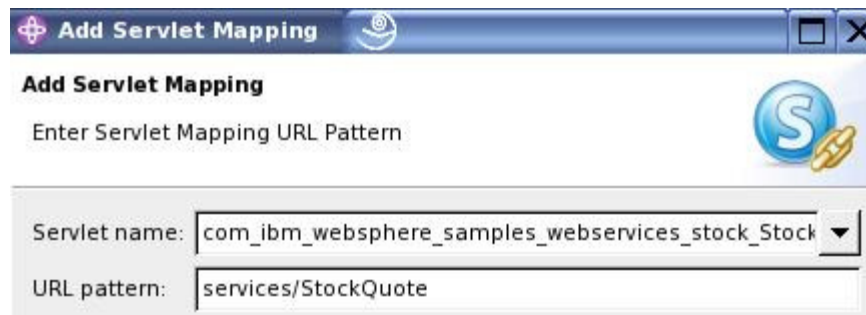 Add Servlet Mapping
Add Servlet Mapping
Enter Servlet Mapping URL Pattern
Servlet name: com_ibm_websphere_samples_webservices_stock_Stock
URL pattern: services/StockQuote